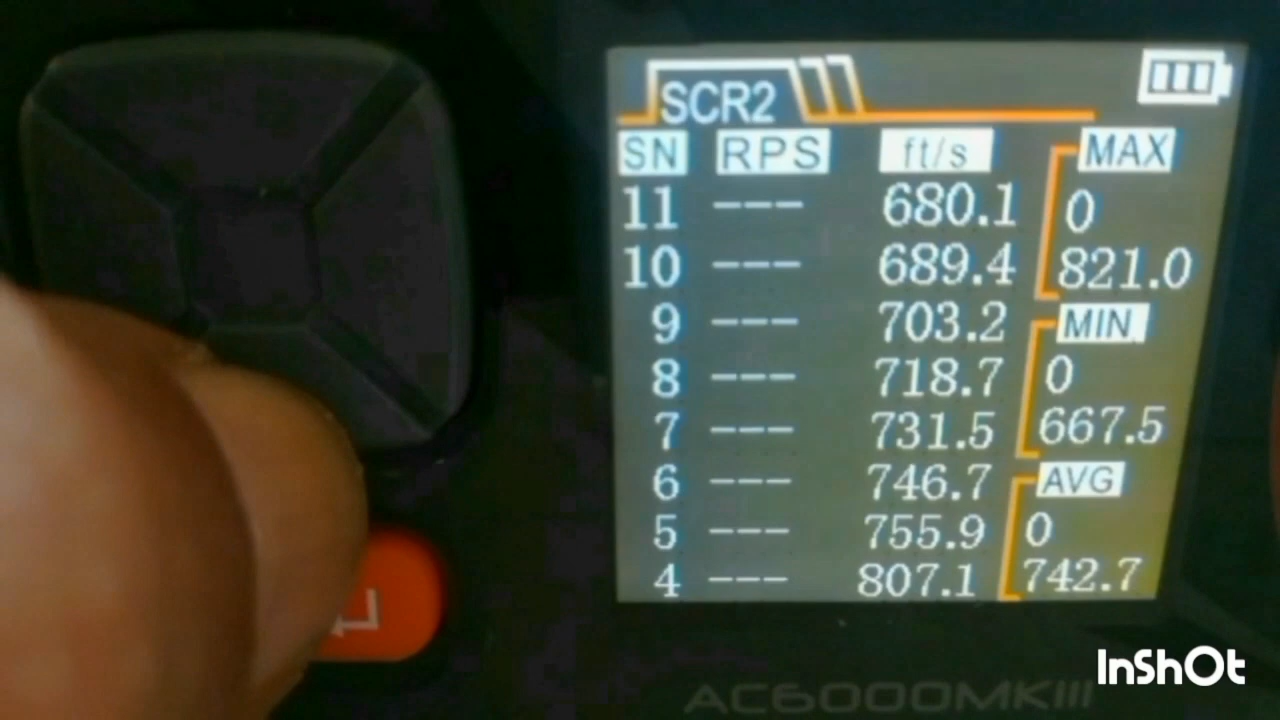 SCR2
SN RPS ft/s MAX
11 --- 680.1 0
10 --- 689.4 821.0
9 --- 703.2 MIN
8 --- 718.7 0
7 --- 731.5 667.5
6 --- 746.7 AVG
5 --- 755.9 0
4 --- 807.1 742.7
AC6000MKIII
InShOt